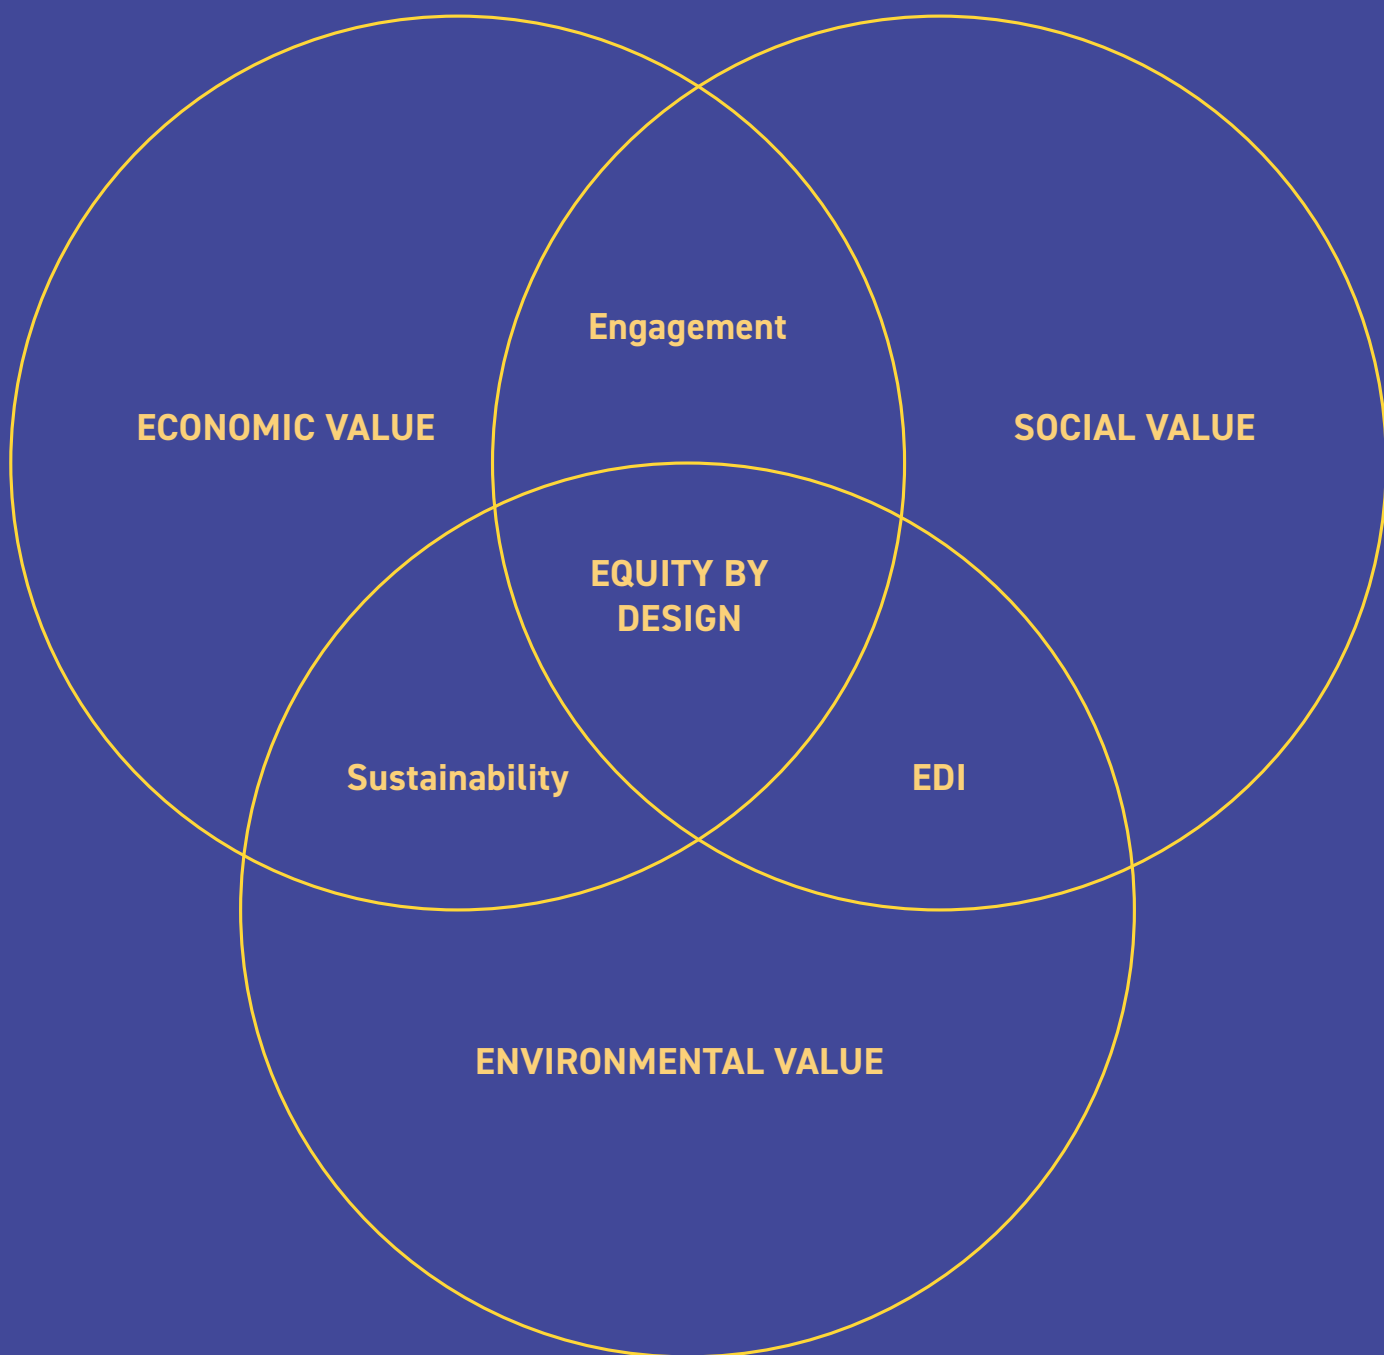 Engagement
ECONOMIC VALUE
SOCIAL VALUE
EQUITY BY
DESIGN
Sustainability
EDI
ENVIRONMENTAL VALUE